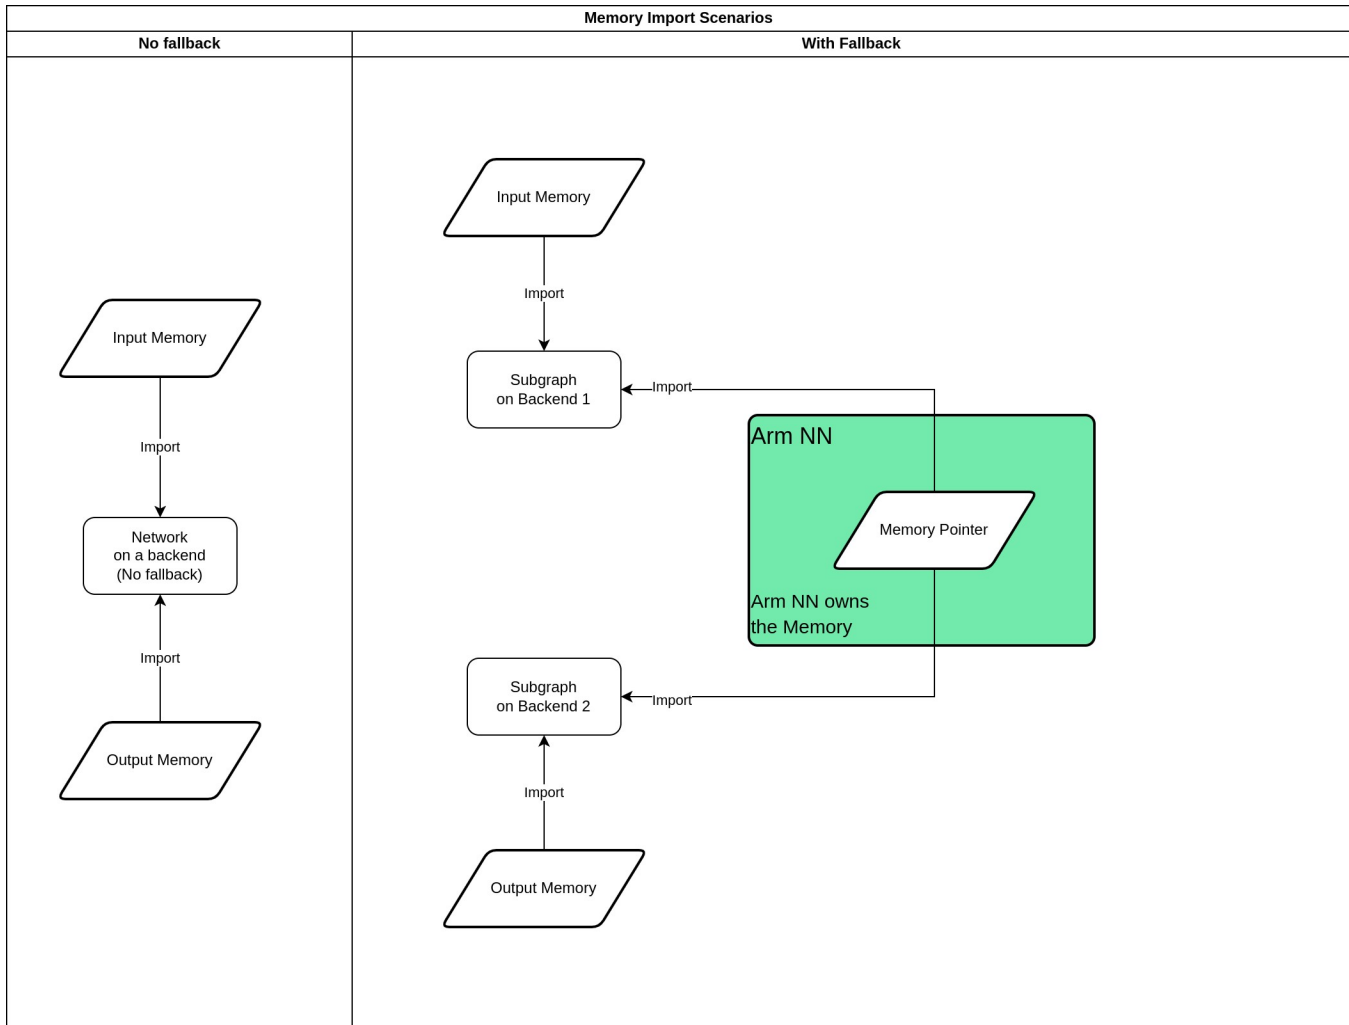 Memory Import Scenarios
No fallback
With Fallback
Input Memory
Import
Network
on a backend
(No fallback)
Import
Output Memory
Input Memory
Import
Subgraph
on Backend 1
Import
Arm NN
Memory Pointer
Arm NN owns
the Memory
Subgraph
on Backend 2
Import
Import
Output Memory